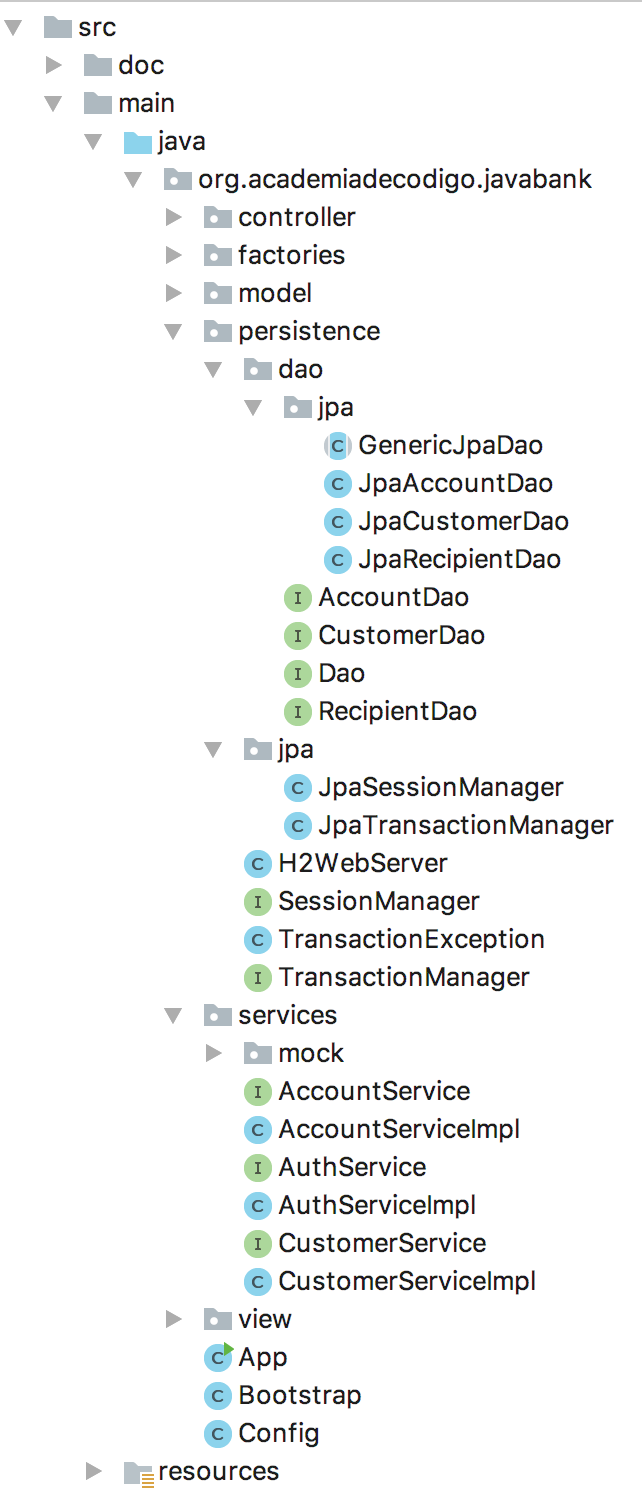 src
doc
main
java
org.academiadecodigo.javabank
controller
factories
model
persistence
dao
jpa
C GenericJpaDao
C JpaAccountDao
C JpaCustomerDao
C JpaRecipientDao
I AccountDao
I CustomerDao
I Dao
I RecipientDao
jpa
C JpaSessionManager
C JpaTransactionManager
C H2WebServer
I SessionManager
C TransactionException
I TransactionManager
services
mock
I AccountService
C AccountServiceImpl
I AuthService
C AuthServiceImpl
I CustomerService
C CustomerServiceImpl
view
C App
C Bootstrap
C Config
resources